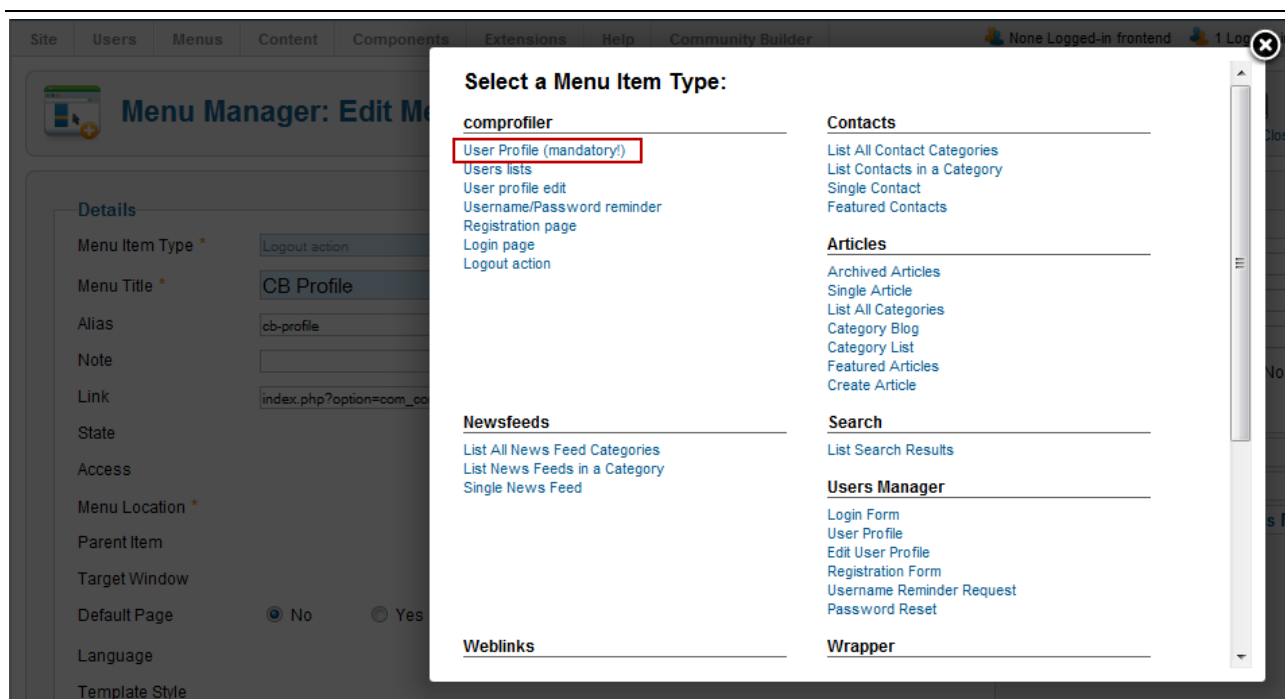 Site Users Menus Content Components Extensions Help Community Builder None Logged-in frontend 1 Log
Menu Manager: Edit Me
Clos
Details
Menu Item Type * Logout action
Menu Title * CB Profile
Alias cb-profile
Note
Link index.php?option=com_co
State
Access
Menu Location *
Parent Item
Target Window
Default Page No Yes
Language
Template Style
No
Select a Menu Item Type:
comprofiler
User Profile (mandatory!)
Users lists
User profile edit
Username/Password reminder
Registration page
Login page
Logout action
Contacts
List All Contact Categories
List Contacts in a Category
Single Contact
Featured Contacts
Articles
Archived Articles
Single Article
List All Categories
Category Blog
Category List
Featured Articles
Create Article
Newsfeeds
List All News Feed Categories
List News Feeds in a Category
Single News Feed
Search
List Search Results
Users Manager
Login Form
User Profile
Edit User Profile
Registration Form
Username Reminder Request
Password Reset
Weblinks
Wrapper